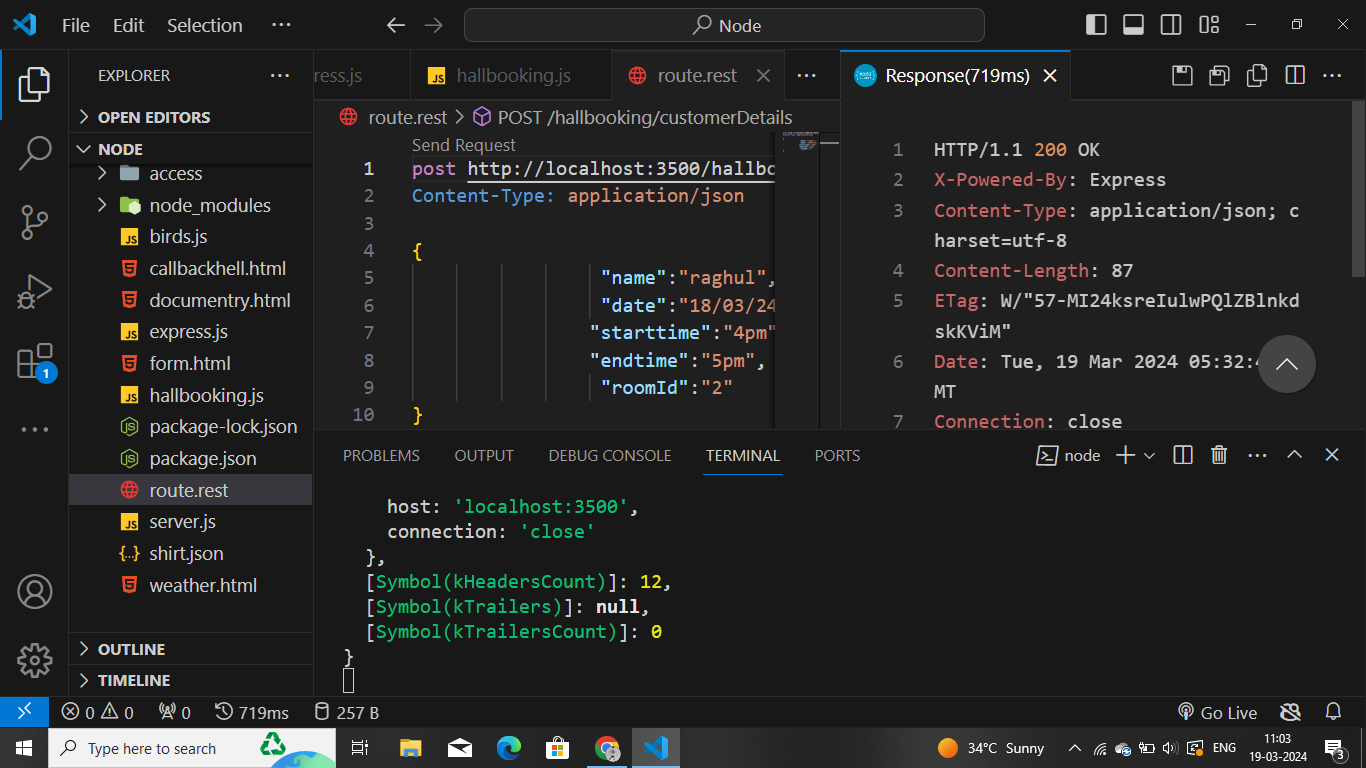 File Edit Selection ··· Node
EXPLORER ···
OPEN EDITORS
NODE
access
node_modules
birds.js
callbackhell.html
documentry.html
express.js
form.html
hallbooking.js
package-lock.json
package.json
route.rest
server.js
shirt.json
weather.html
OUTLINE
TIMELINE
1
ress.js hallbooking.js route.rest ···
route.rest > POST /hallbooking/customerDetails
Send Request
1 post http://localhost:3500/hallbo
2 Content-Type: application/json
3
4 {
5 "name":"raghul",
6 "date":"18/03/24
7 "starttime":"4pm"
8 "endtime":"5pm",
9 "roomId":"2"
10 }
Response(719ms) ···
1 HTTP/1.1 200 OK
2 X-Powered-By: Express
3 Content-Type: application/json; c
harset=utf-8
4 Content-Length: 87
5 ETag: W/"57-MI24ksreIulwPQlZBlnkd
skKViM"
6 Date: Tue, 19 Mar 2024 05:32:
MT
7 Connection: close
PROBLEMS OUTPUT DEBUG CONSOLE TERMINAL PORTS node ···
host: 'localhost:3500',
connection: 'close'
},
[Symbol(kHeadersCount)]: 12,
[Symbol(kTrailers)]: null,
[Symbol(kTrailersCount)]: 0
}
0 0 0 719ms 257 B Go Live
Type here to search 34°C Sunny ENG 11:03
19-03-2024 3